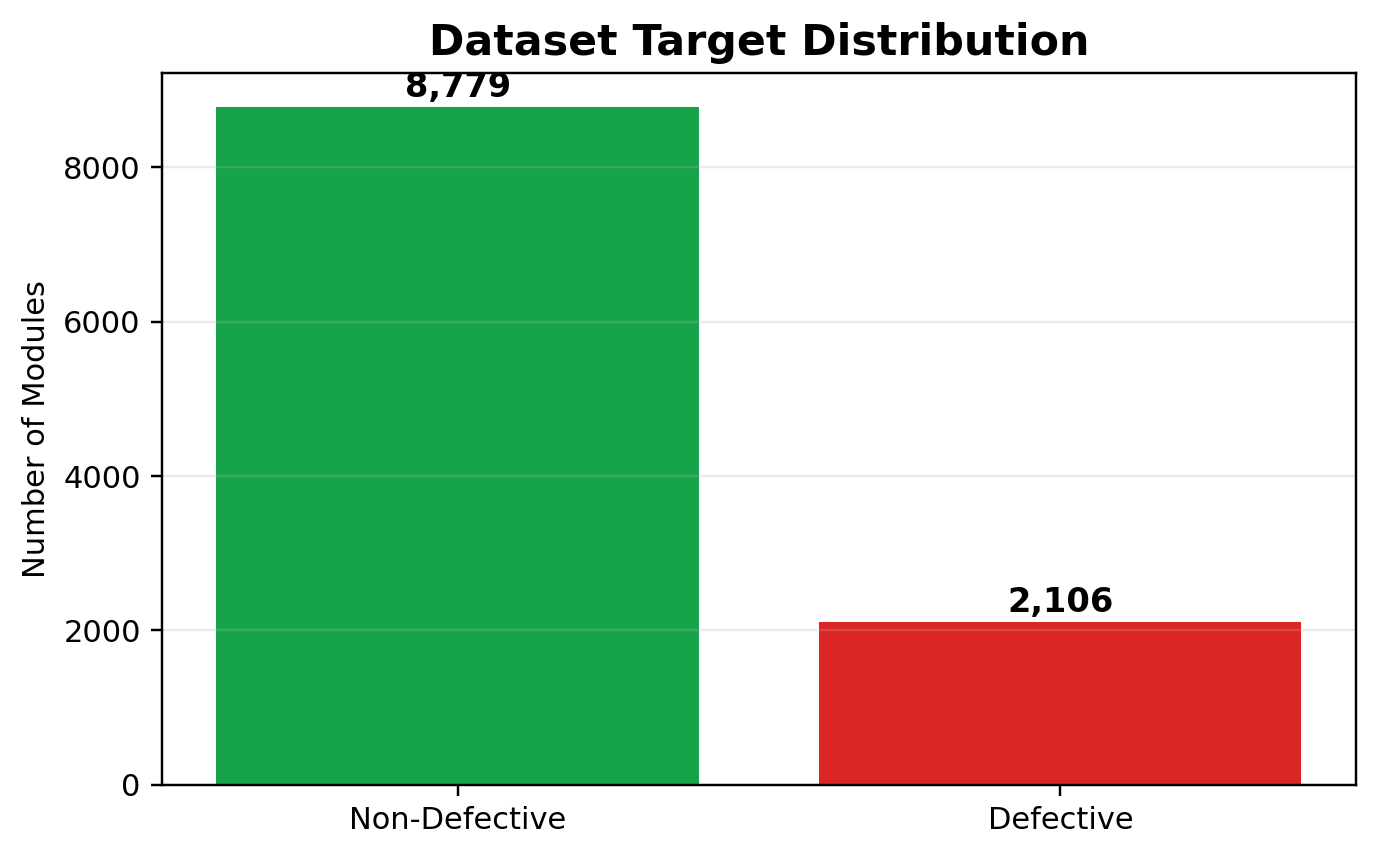 Dataset Target Distribution
8,779
8000
6000
4000
2,106
2000
0
Number of Modules
Non-Defective
Defective